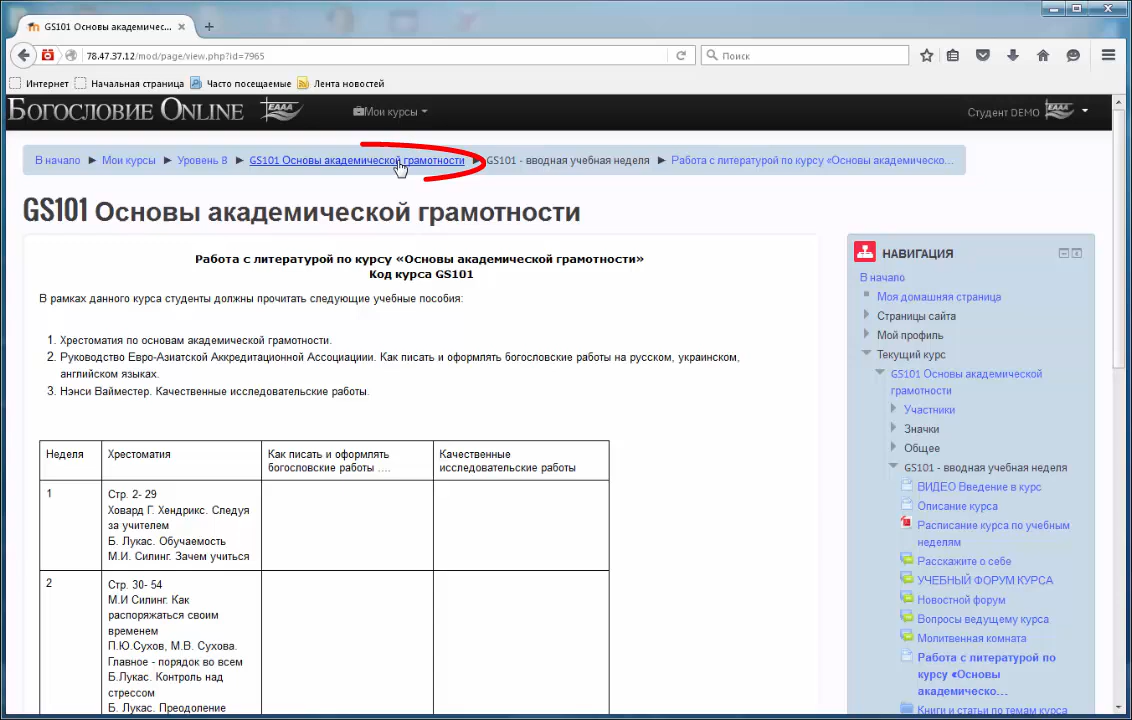 GS101 Основы академичес...
78.47.37.12/mod/page/view.php?id=7965
Поиск
Интернет Начальная страница Часто посещаемые Лента новостей
Богословие Online ЕААА Мои курсы Студент DEMO
В начало ► Мои курсы ► Уровень 8 ► GS101 Основы академической грамотности ► GS101 - вводная учебная неделя ► Работа с литературой по курсу «Основы академическо...
GS101 Основы академической грамотности
Работа с литературой по курсу «Основы академической грамотности»
Код курса GS101
В рамках данного курса студенты должны прочитать следующие учебные пособия:
1. Хрестоматия по основам академической грамотности.
2. Руководство Евро-Азиатской Аккредитационной Ассоциациии. Как писать и оформлять богословские работы на русском, украинском,
английском языках.
3. Нэнси Вайместер. Качественные исследовательские работы.
Неделя Хрестоматия Как писать и оформлять Качественные
богословские работы .... исследовательские работы
1 Стр. 2- 29
Ховард Г. Хендрикс. Следуя
за учителем
Б. Лукас. Обучаемость
М.И. Силинг. Зачем учиться
2 Стр. 30- 54
М.И Силинг. Как
распоряжаться своим
временем
П.Ю.Сухов, М.В. Сухова.
Главное - порядок во всем
Б.Лукас. Контроль над
стрессом
Б. Лукас. Преодоление
НАВИГАЦИЯ
В начало
Моя домашняя страница
Страницы сайта
Мой профиль
Текущий курс
GS101 Основы академической
грамотности
Участники
Значки
Общее
GS101 - вводная учебная неделя
ВИДЕО Введение в курс
Описание курса
Расписание курса по учебным
неделям
Расскажите о себе
УЧЕБНЫЙ ФОРУМ КУРСА
Новостной форум
Вопросы ведущему курса
Молитвенная комната
Работа с литературой по
курсу «Основы
академическо...
Книги и статьи по темам курса